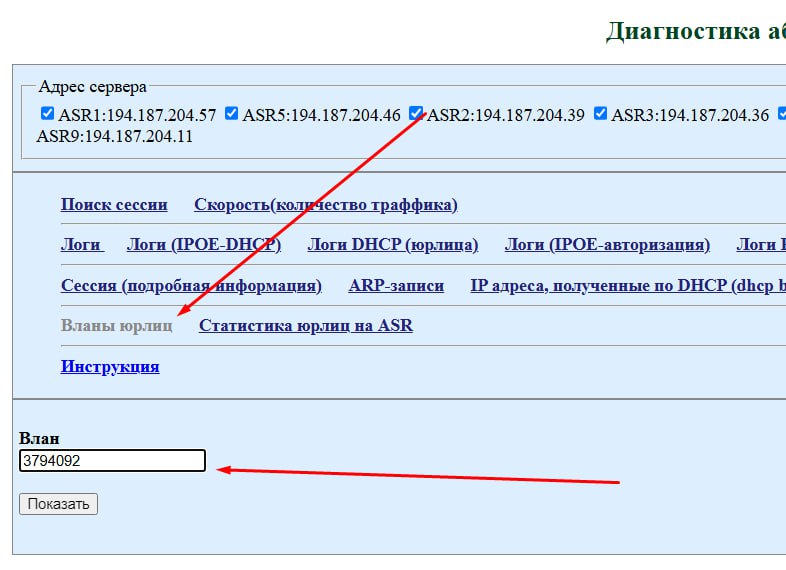 Диагностика аб
Адрес сервера
ASR1:194.187.204.57 ASR5:194.187.204.46 ASR2:194.187.204.39 ASR3:194.187.204.36
ASR9:194.187.204.11
Поиск сессии Скорость(количество траффика)
Логи Логи (IPOE-DHCP) Логи DHCP (юрлица) Логи (IPOE-авторизация) Логи
Сессия (подробная информация) ARP-записи IP адреса, полученные по DHCP (dhcp b
Вланы юрлиц Статистика юрлиц на ASR
Инструкция
Влан
3794092
Показать